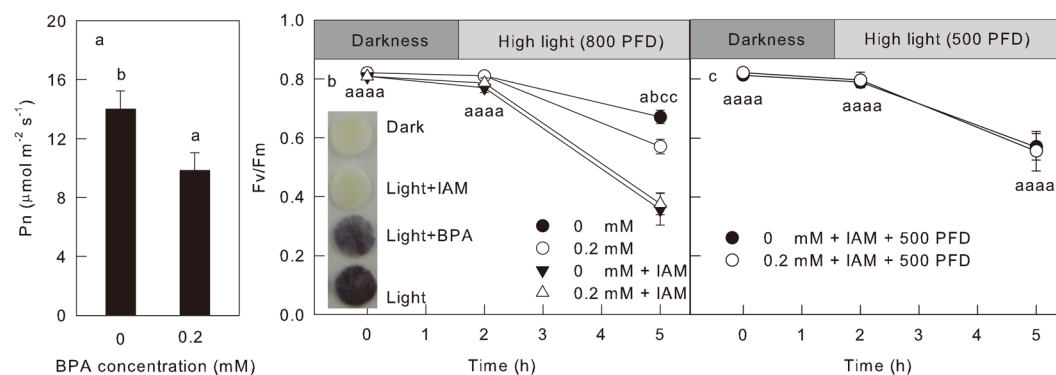 a
b
a
20
16
12
8
4
0
Pn (μmol m⁻² s⁻¹)
0
0.2
BPA concentration (mM)
Darkness
High light (800 PFD)
b
aaaa
aaaa
abcc
Dark
Light+IAM
Light+BPA
Light
0 mM
0.2 mM
0 mM + IAM
0.2 mM + IAM
1.0
0.8
0.6
0.4
0.2
0.0
Fv/Fm
0 1 2 3 4 5
Time (h)
Darkness
High light (500 PFD)
c
aaaa
aaaa
aaaa
0 mM + IAM + 500 PFD
0.2 mM + IAM + 500 PFD
0 1 2 3 4 5
Time (h)